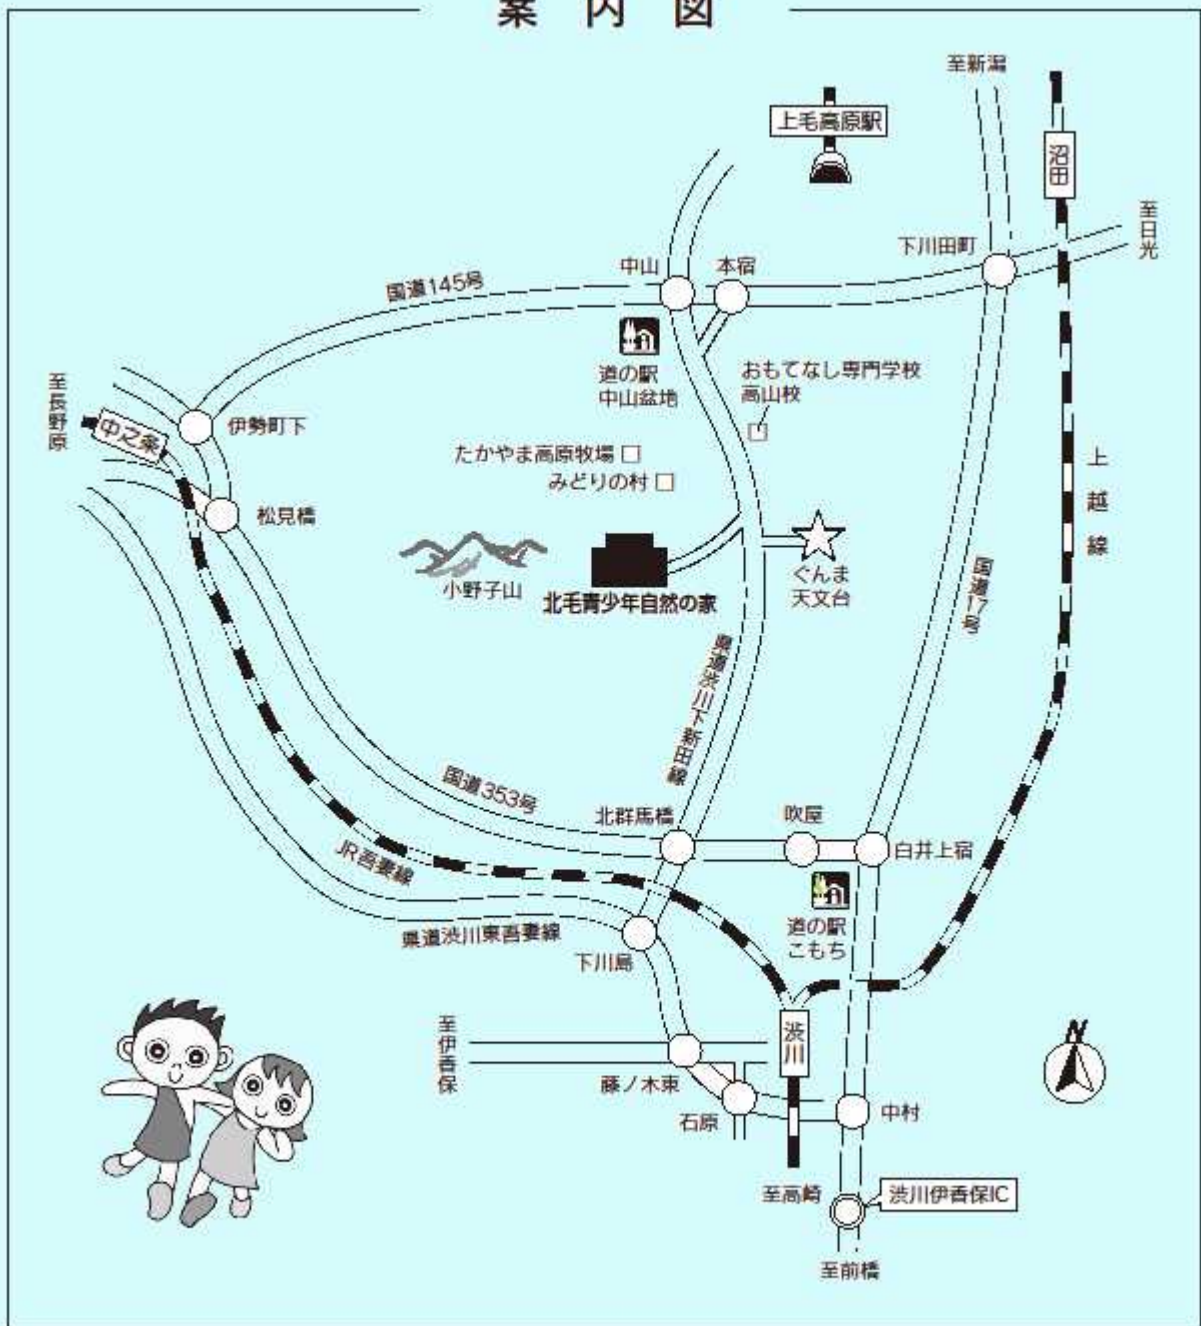 案内図
至新潟
上毛高原駅
沼田
至日光
下川田町
中山
本宿
国道145号
道の駅
中山盆地
おもてなし専門学校
高山校
至長野原
中之条
伊勢町下
たかやま高原牧場
みどりの村
上越線
松見橋
小野子山
北毛青少年自然の家
ぐんま
天文台
国道17号
県道渋川下新田線
国道353号
北群馬橋
吹屋
白井上宿
JR吾妻線
道の駅
こもち
県道渋川東吾妻線
下川島
至伊香保
渋川
N
藤ノ木東
石原
中村
至高崎
渋川伊香保IC
至前橋